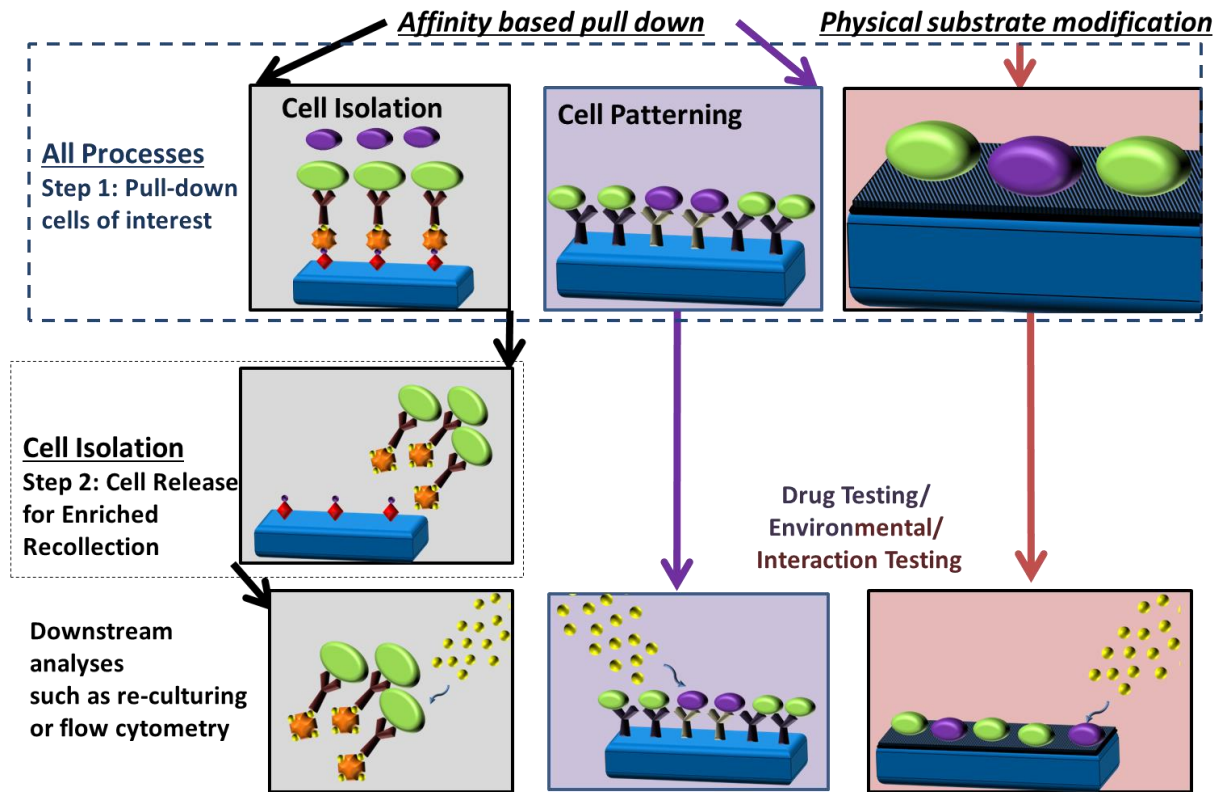 Affinity based pull down
Physical substrate modification
All Processes
Step 1: Pull-down
cells of interest
Cell Isolation
Cell Patterning
Cell Isolation
Step 2: Cell Release
for Enriched
Recollection
Drug Testing/
Environmental/
Interaction Testing
Downstream
analyses
such as re-culturing
or flow cytometry